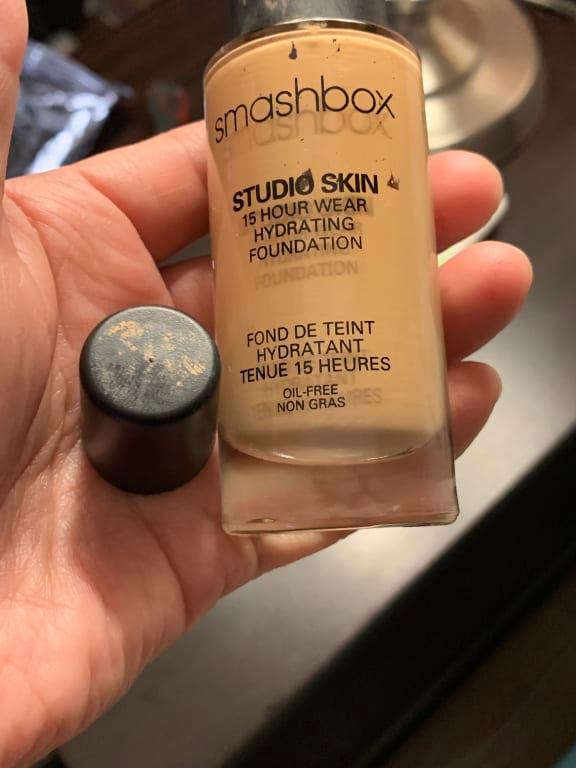 smashbox
STUDIO SKIN
15 HOUR WEAR
HYDRATING
FOUNDATION
FOND DE TEINT
HYDRATANT
TENUE 15 HEURES
OIL-FREE
NON GRAS